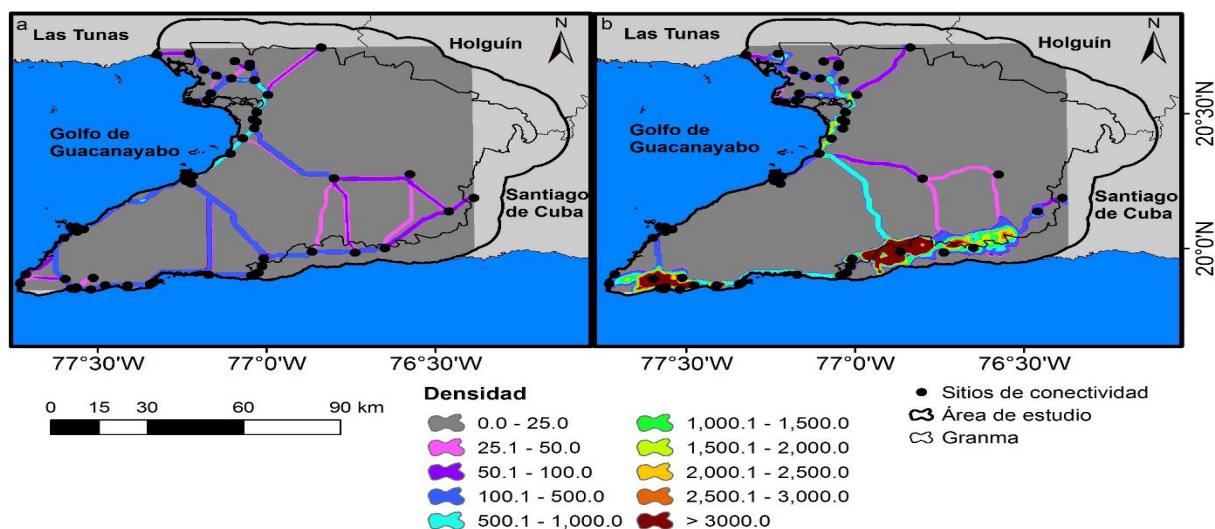 a
Las Tunas
Holguín
N
Golfo de
Guacanayabo
Santiago
de Cuba
b
Las Tunas
Holguín
N
Golfo de
Guacanayabo
Santiago
de Cuba
20°30'N
20°0'N
77°30'W 77°0'W 76°30'W
77°30'W 77°0'W 76°30'W
0 15 30 60 90 km
Densidad
0.0 - 25.0
25.1 - 50.0
50.1 - 100.0
100.1 - 500.0
500.1 - 1,000.0
1,000.1 - 1,500.0
1,500.1 - 2,000.0
2,000.1 - 2,500.0
2,500.1 - 3,000.0
> 3000.0
Sitios de conectividad
Área de estudio
Granma